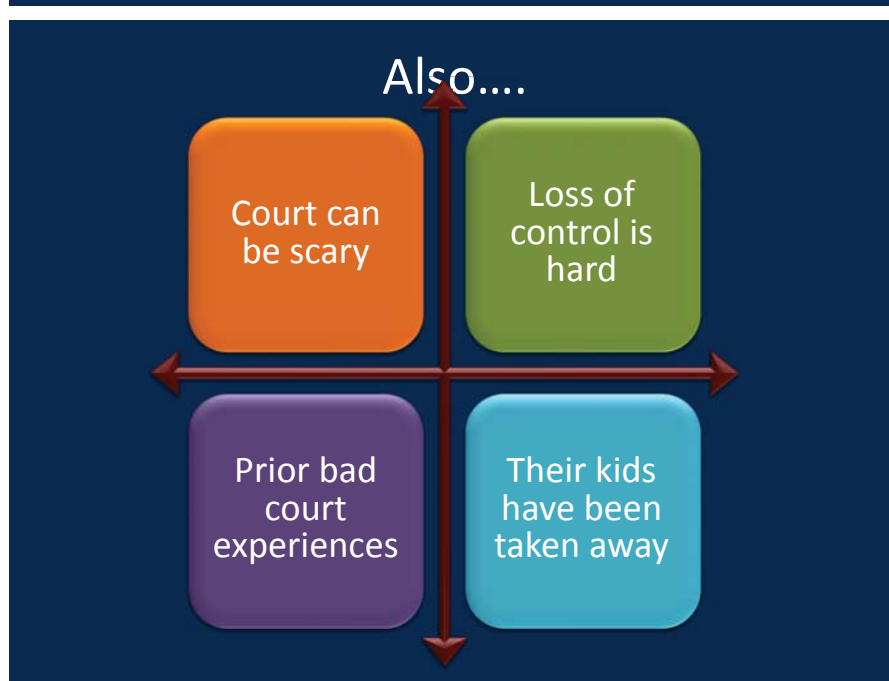 Also....
Court can
be scary
Loss of
control is
hard
Prior bad
court
experiences
Their kids
have been
taken away